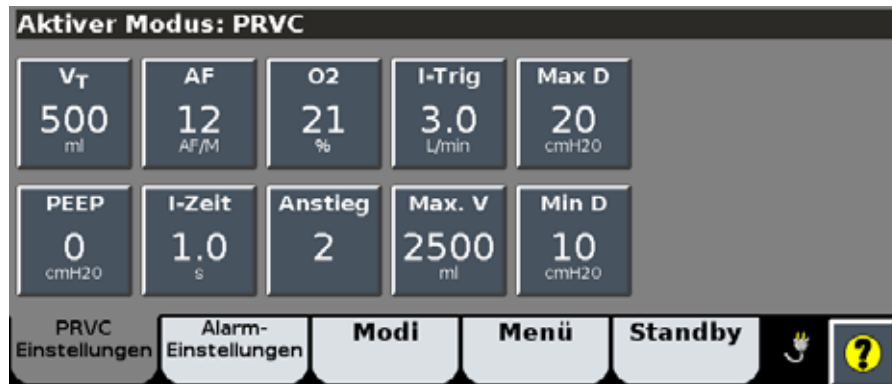 Aktiver Modus: PRVC
VT AF O2 I-Trig Max D
500 12 21 3.0 20
ml AF/M % L/min cmH20
PEEP I-Zeit Anstieg Max. V Min D
0 1.0 2 2500 10
cmH20 s ml cmH20
PRVC Einstellungen
Alarm-Einstellungen
Modi Menü Standby ?